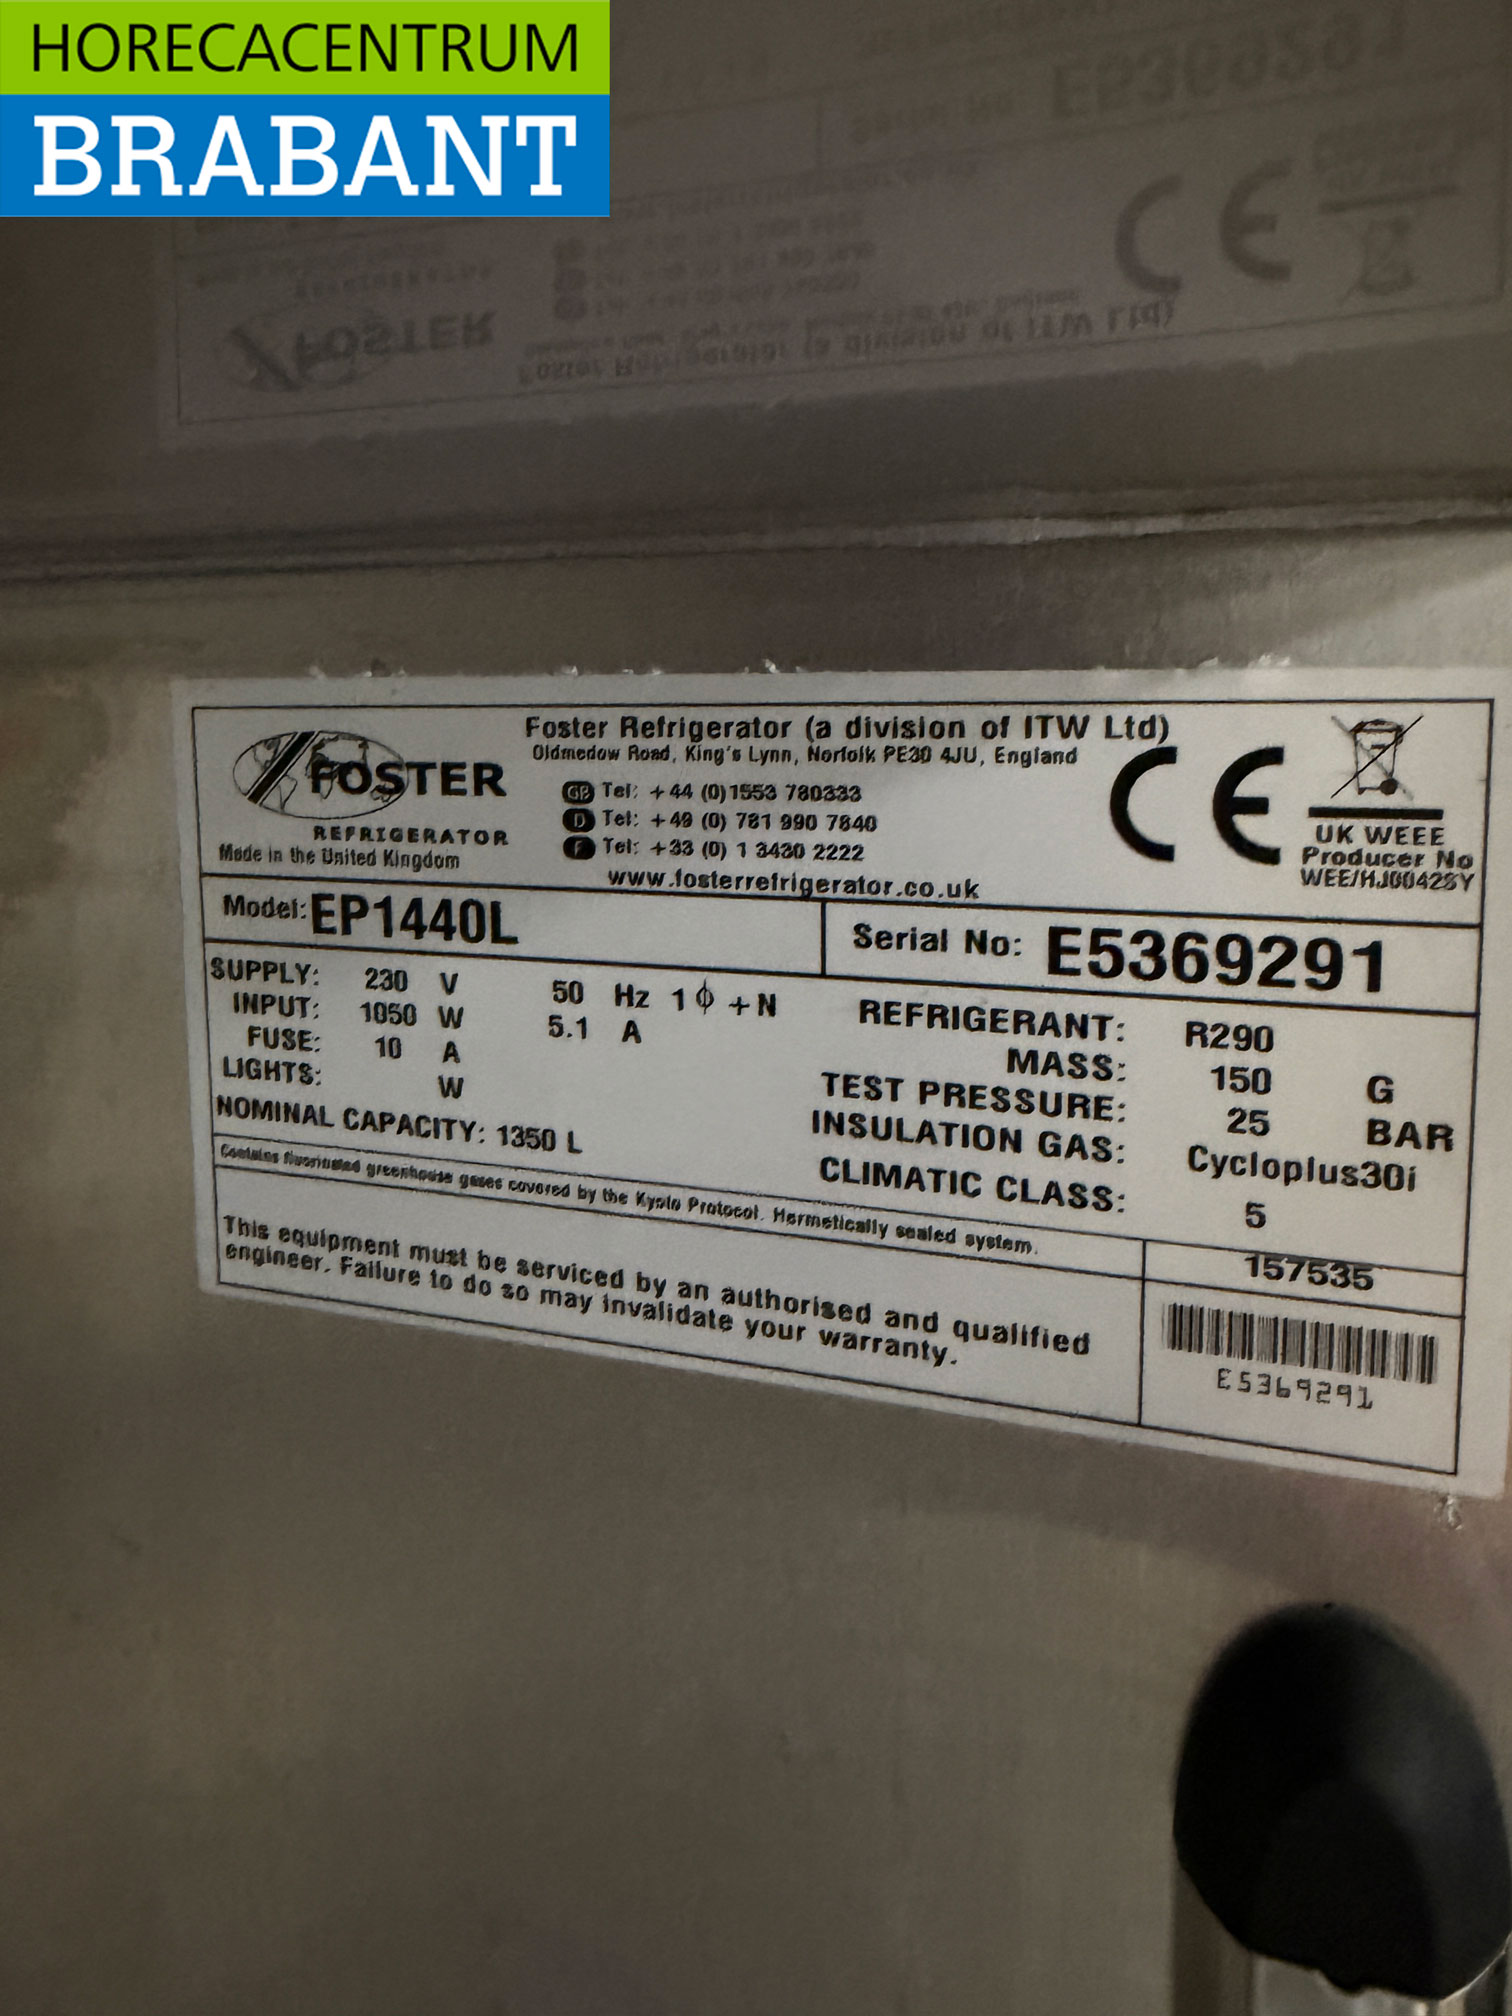 HORECACENTRUM
BRABANT
FOSTER
REFRIGERATOR
Made in the United Kingdom
Foster Refrigerator (a division of ITW Ltd)
Oldmedow Road, King's Lynn, Norfolk PE30 4JU, England
GB Tel: +44 (0)1553 780333
D Tel: +49 (0) 781 990 7840
F Tel: +33 (0) 1 3430 2222
www.fosterrefrigerator.co.uk
CE
UK WEEE
Producer No
WEE/HJ0042SY
Model: EP1440L
Serial No: E5369291
SUPPLY: 230 V 50 Hz 1ϕ + N
INPUT: 1050 W 5.1 A
FUSE: 10 A
LIGHTS: W
NOMINAL CAPACITY: 1350 L
REFRIGERANT: R290
MASS: 150 G
TEST PRESSURE: 25 BAR
INSULATION GAS: Cycloplus30i
CLIMATIC CLASS: 5
Contains fluorinated greenhouse gases covered by the Kyoto Protocol. Hermetically sealed system.
157535
This equipment must be serviced by an authorised and qualified
engineer. Failure to do so may invalidate your warranty.
E5369291